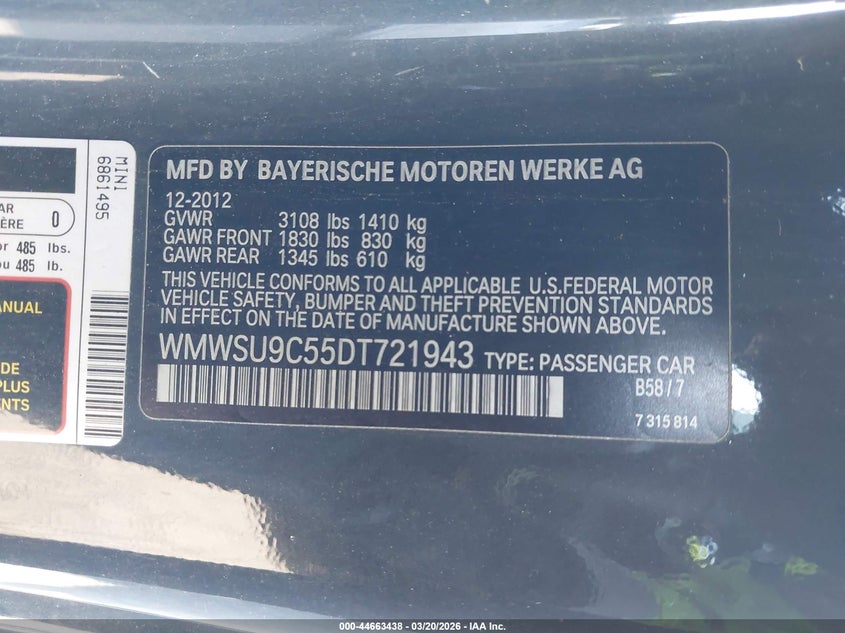 MINI
6861495
AR
ÈRE
0
or 485 lbs.
ou 485 lb.
ANUAL
DE
PLUS
ENTS
MFD BY BAYERISCHE MOTOREN WERKE AG
12-2012
GVWR 3108 lbs 1410 kg
GAWR FRONT 1830 lbs 830 kg
GAWR REAR 1345 lbs 610 kg
THIS VEHICLE CONFORMS TO ALL APPLICABLE U.S.FEDERAL MOTOR
VEHICLE SAFETY, BUMPER AND THEFT PREVENTION STANDARDS
IN EFFECT ON THE DATE OF MANUFACTURE SHOWN ABOVE.
WMWSU9C55DT721943 TYPE: PASSENGER CAR
B58/7
7 315 814
000-44663438 - 03/20/2026 - IAA Inc.